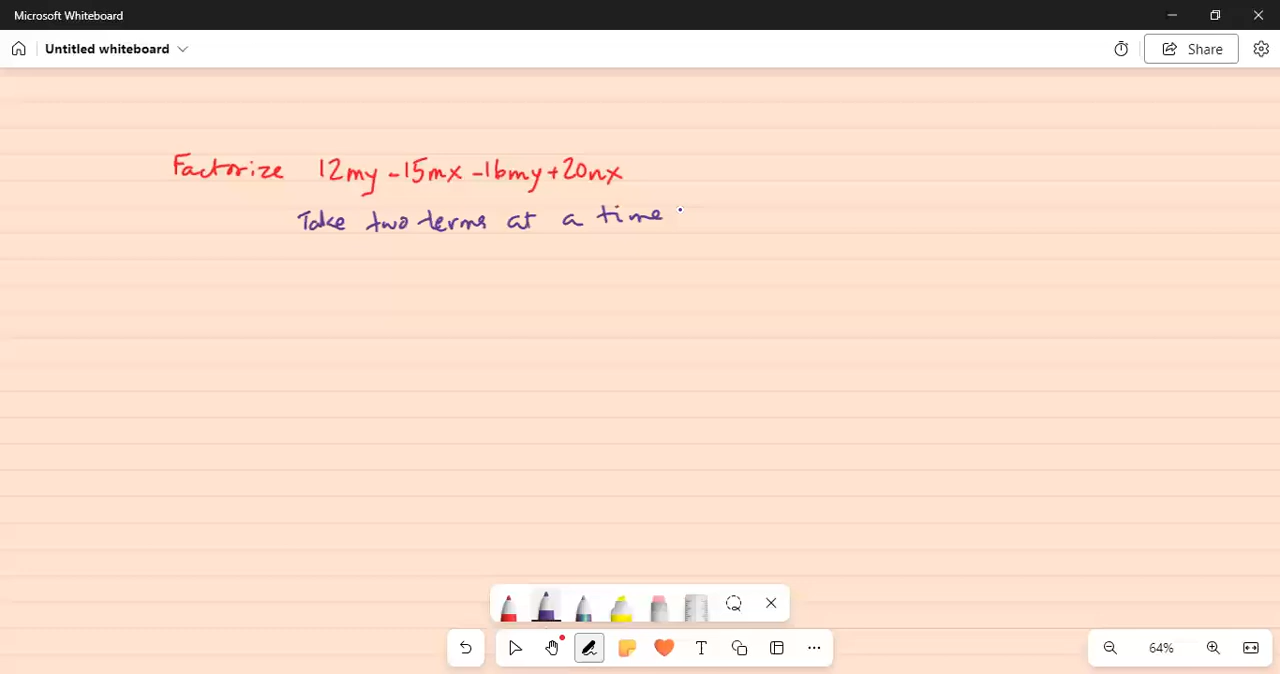 Microsoft Whiteboard
Untitled whiteboard
Share
Factorize 12my -15mx -16my+20nx
Take two terms at a time
64%